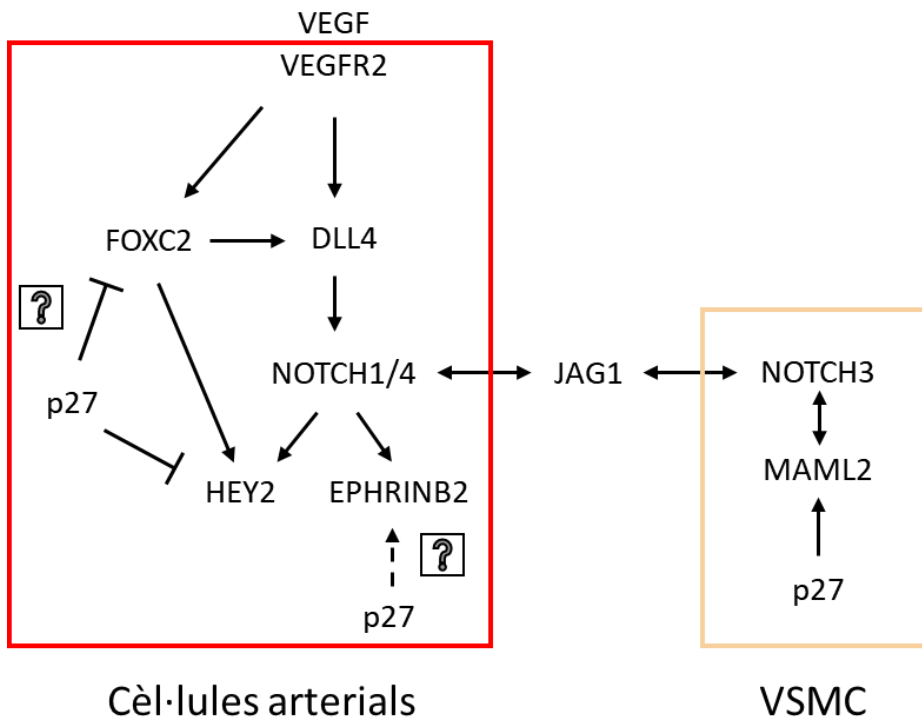 VEGF
VEGFR2
FOXC2
DLL4
?
NOTCH1/4
JAG1
NOTCH3
p27
MAML2
HEY2
EPHRINB2
?
p27
p27
Cèl·lules arterials
VSMC